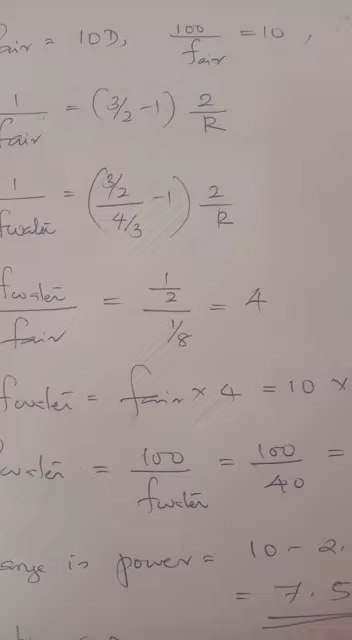 air = 10D, 100/fair = 10,
1/fair = (3/2 - 1) 2/R
1/fwater = ((3/2)/(4/3) - 1) 2/R
fwater/fair = (1/2)/(1/8) = 4
fwater = fair × 4 = 10 ×
water = 100/fwater = 100/40 =
ange is power = 10 - 2.
= 7.5